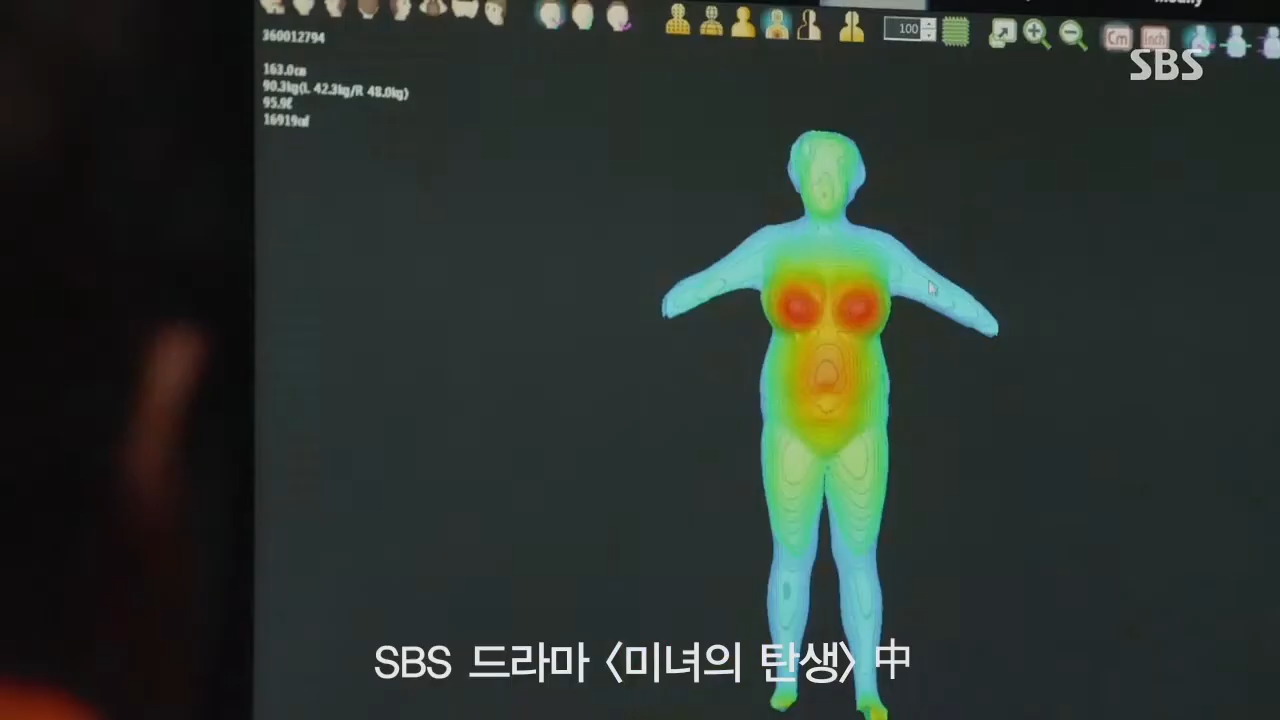 360012794
163.0cm
90.3kg(L 42.3kg/R 48.0kg)
95.9ℓ
16919㎠
100
Cm
Inch
SBS
SBS 드라마 <미녀의 탄생> 中